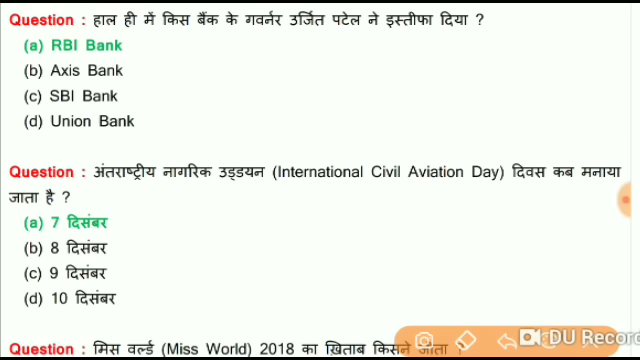 Question : हाल ही में किस बैंक के गवर्नर उर्जित पटेल ने इस्तीफा दिया ?
(a) RBI Bank
(b) Axis Bank
(c) SBI Bank
(d) Union Bank
Question : अंतराष्ट्रीय नागरिक उड्डयन (International Civil Aviation Day) दिवस कब मनाया
जाता है ?
(a) 7 दिसंबर
(b) 8 दिसंबर
(c) 9 दिसंबर
(d) 10 दिसंबर
Question : मिस वर्ल्ड (Miss World) 2018 का ख़िताब किसने जीता ?
DU Recor